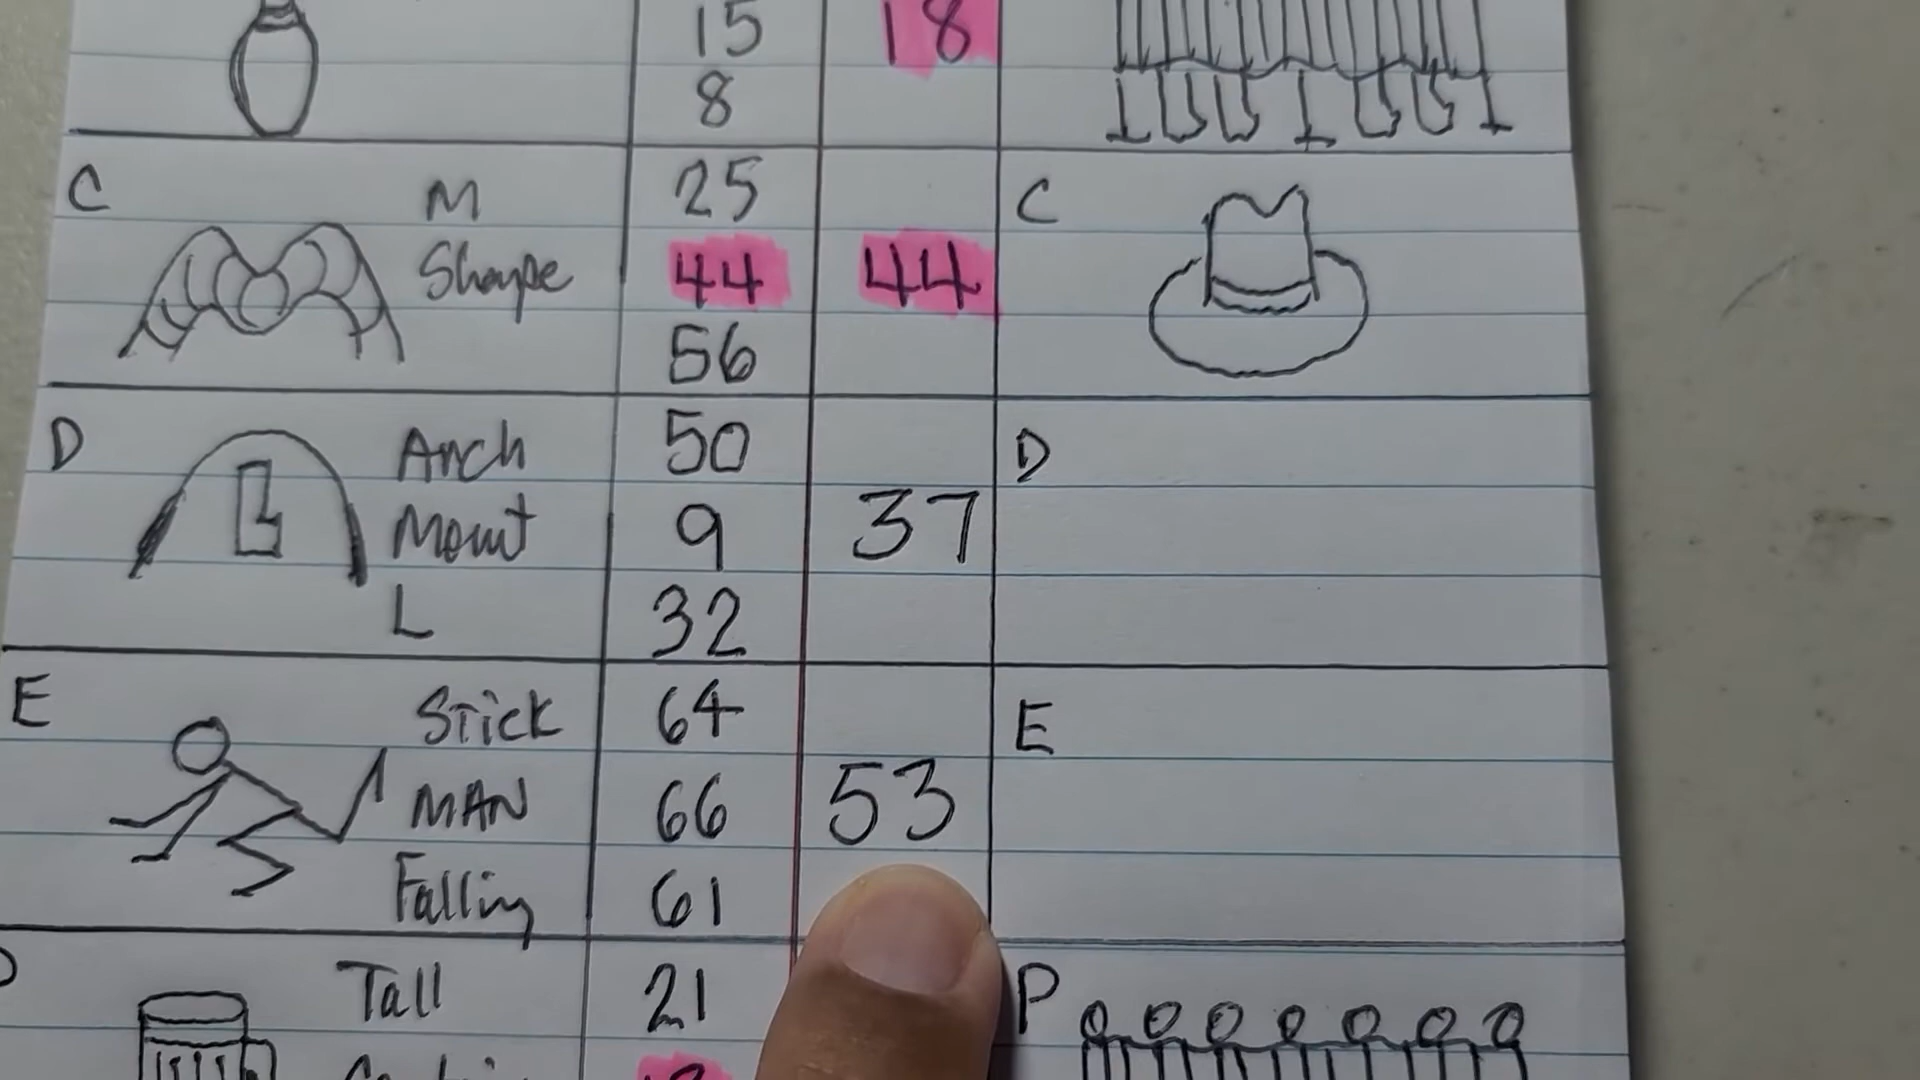 15 18
8
C M 25 C
Shape 44 44
56
D Arch 50 D
Mount 9 37
L 32
E Stick 64 E
MAN 66 53
Falling 61
Tall 21 P